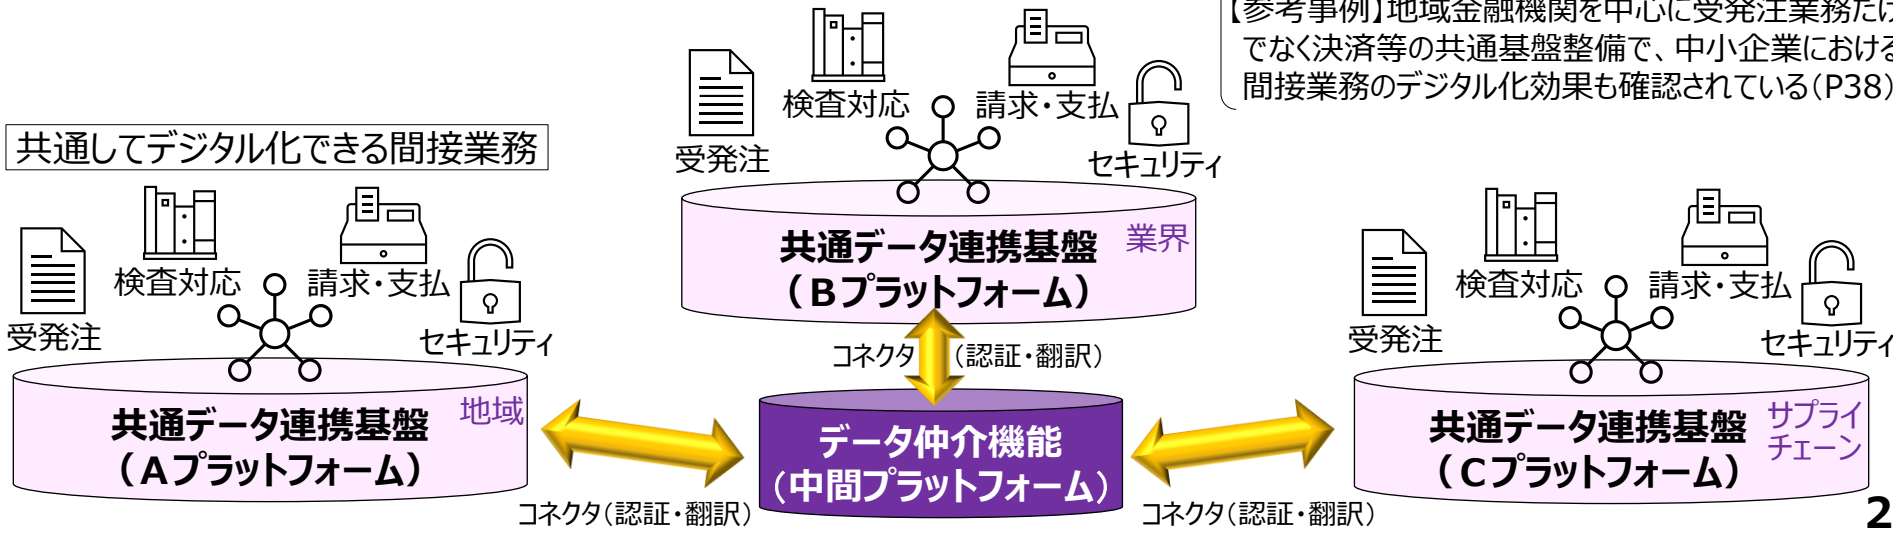 【参考事例】地域金融機関を中心に受発注業務だけ
でなく決済等の共通基盤整備で、中小企業における
間接業務のデジタル化効果も確認されている(P38)
共通してデジタル化できる間接業務
受発注
検査対応
請求・支払
セキュリティ
共通データ連携基盤
(Aプラットフォーム)
地域
受発注
検査対応
請求・支払
セキュリティ
共通データ連携基盤
(Bプラットフォーム)
業界
コネクタ (認証・翻訳)
データ仲介機能
(中間プラットフォーム)
コネクタ(認証・翻訳)
コネクタ(認証・翻訳)
受発注
検査対応
請求・支払
セキュリティ
共通データ連携基盤
(Cプラットフォーム)
サプライ
チェーン
2